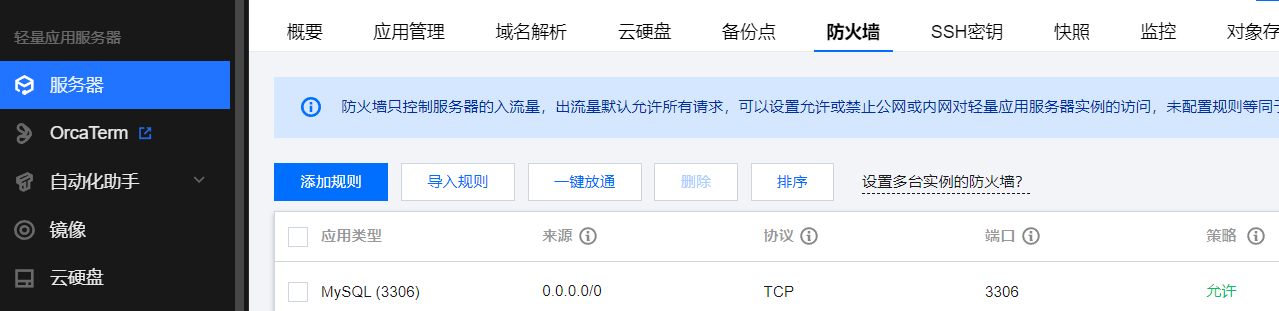 轻量应用服务器
服务器
OrcaTerm
自动化助手
镜像
云硬盘
概要 应用管理 域名解析 云硬盘 备份点 防火墙 SSH密钥 快照 监控 对象存
防火墙只控制服务器的入流量，出流量默认允许所有请求，可以设置允许或禁止公网或内网对轻量应用服务器实例的访问，未配置规则等同于
添加规则 导入规则 一键放通 删除 排序 设置多台实例的防火墙?
应用类型 来源 协议 端口 策略
MySQL (3306) 0.0.0.0/0 TCP 3306 允许